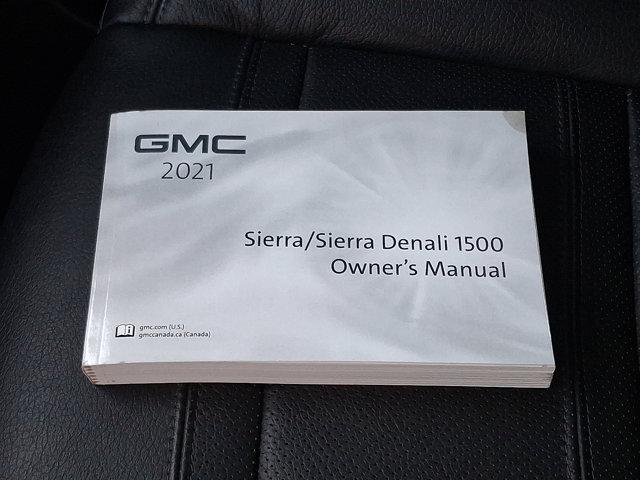 GMC
2021
Sierra/Sierra Denali 1500
Owner's Manual
gmc.com (U.S.)
gmccanada.ca (Canada)